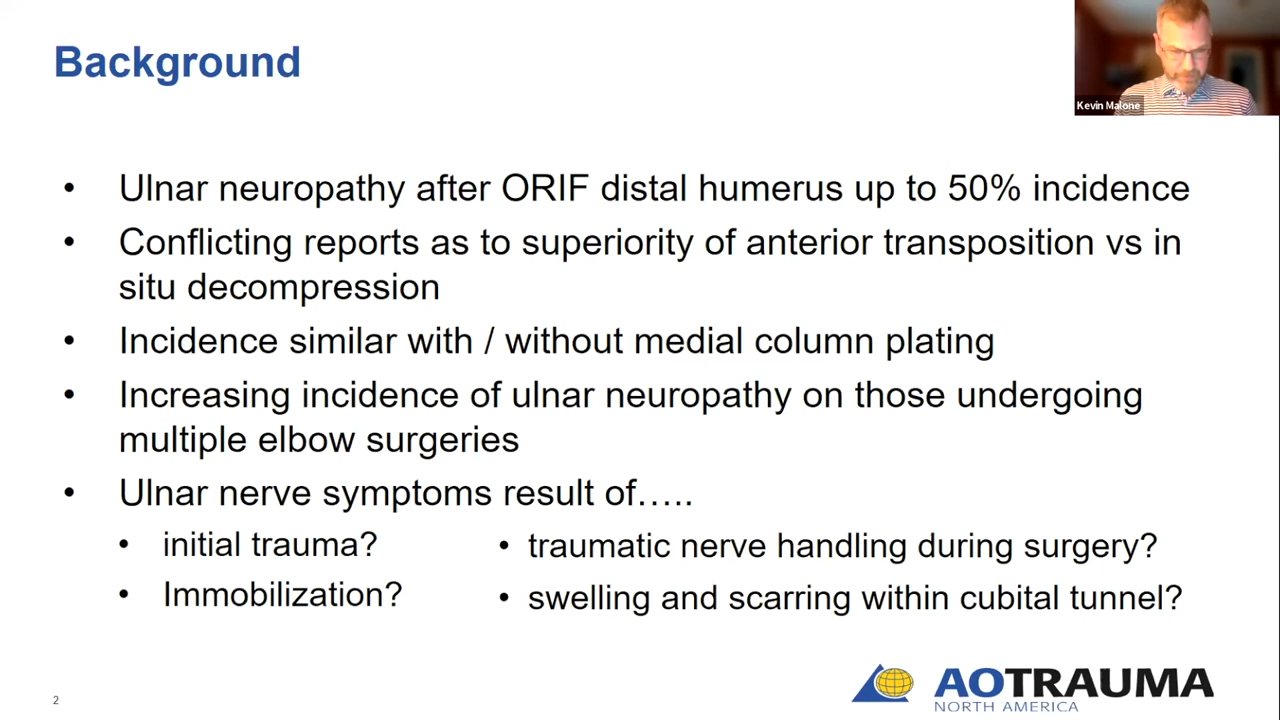 Background
Kevin Malone
• Ulnar neuropathy after ORIF distal humerus up to 50% incidence
• Conflicting reports as to superiority of anterior transposition vs in
situ decompression
• Incidence similar with / without medial column plating
• Increasing incidence of ulnar neuropathy on those undergoing
multiple elbow surgeries
• Ulnar nerve symptoms result of…..
• initial trauma?
• Immobilization?
• traumatic nerve handling during surgery?
• swelling and scarring within cubital tunnel?
2
AOTRAUMA
NORTH AMERICA